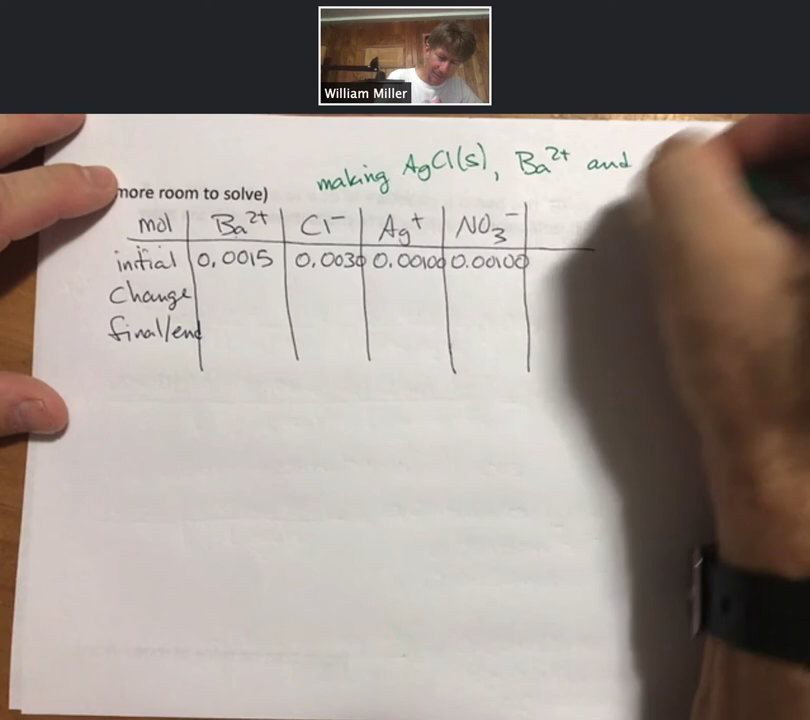 William Miller
making AgCl(s), Ba²⁺ and
more room to solve)
mol Ba²⁺ Cl⁻ Ag⁺ NO₃⁻
initial 0.0015 0.0030 0.00100 0.00100
Change
final/end